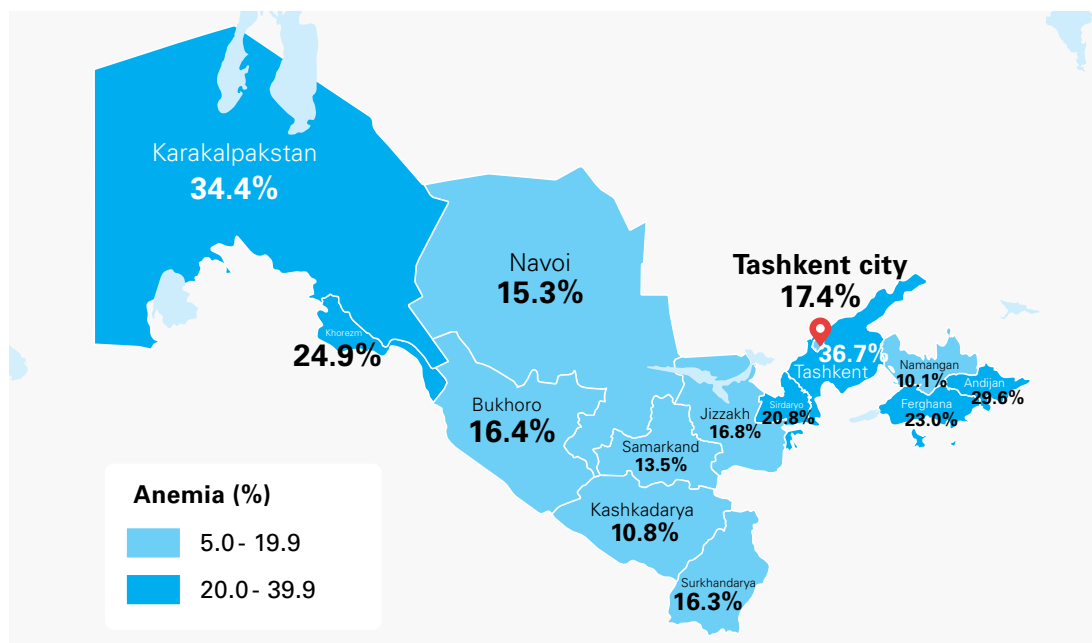 Karakalpakstan
34.4%
Navoi
15.3%
Tashkent city
17.4%
Khorezm
24.9%
36.7%
Tashkent
Namangan
10.1%
Andijan
29.6%
Ferghana
23.0%
Sirdaryo
20.8%
Bukhoro
16.4%
Jizzakh
16.8%
Samarkand
13.5%
Kashkadarya
10.8%
Surkhandarya
16.3%
Anemia (%)
5.0 - 19.9
20.0 - 39.9